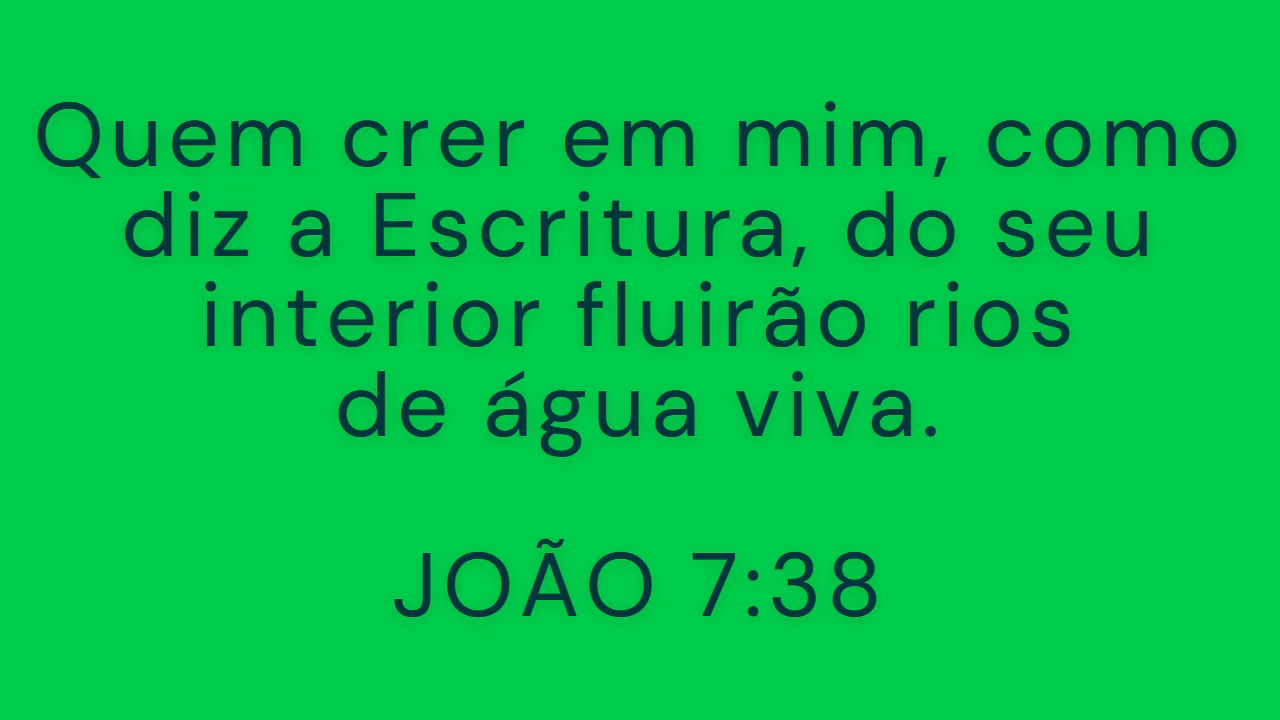 Quem crer em mim, como
diz a Escritura, do seu
interior fluirão rios
de água viva.
JOÃO 7:38